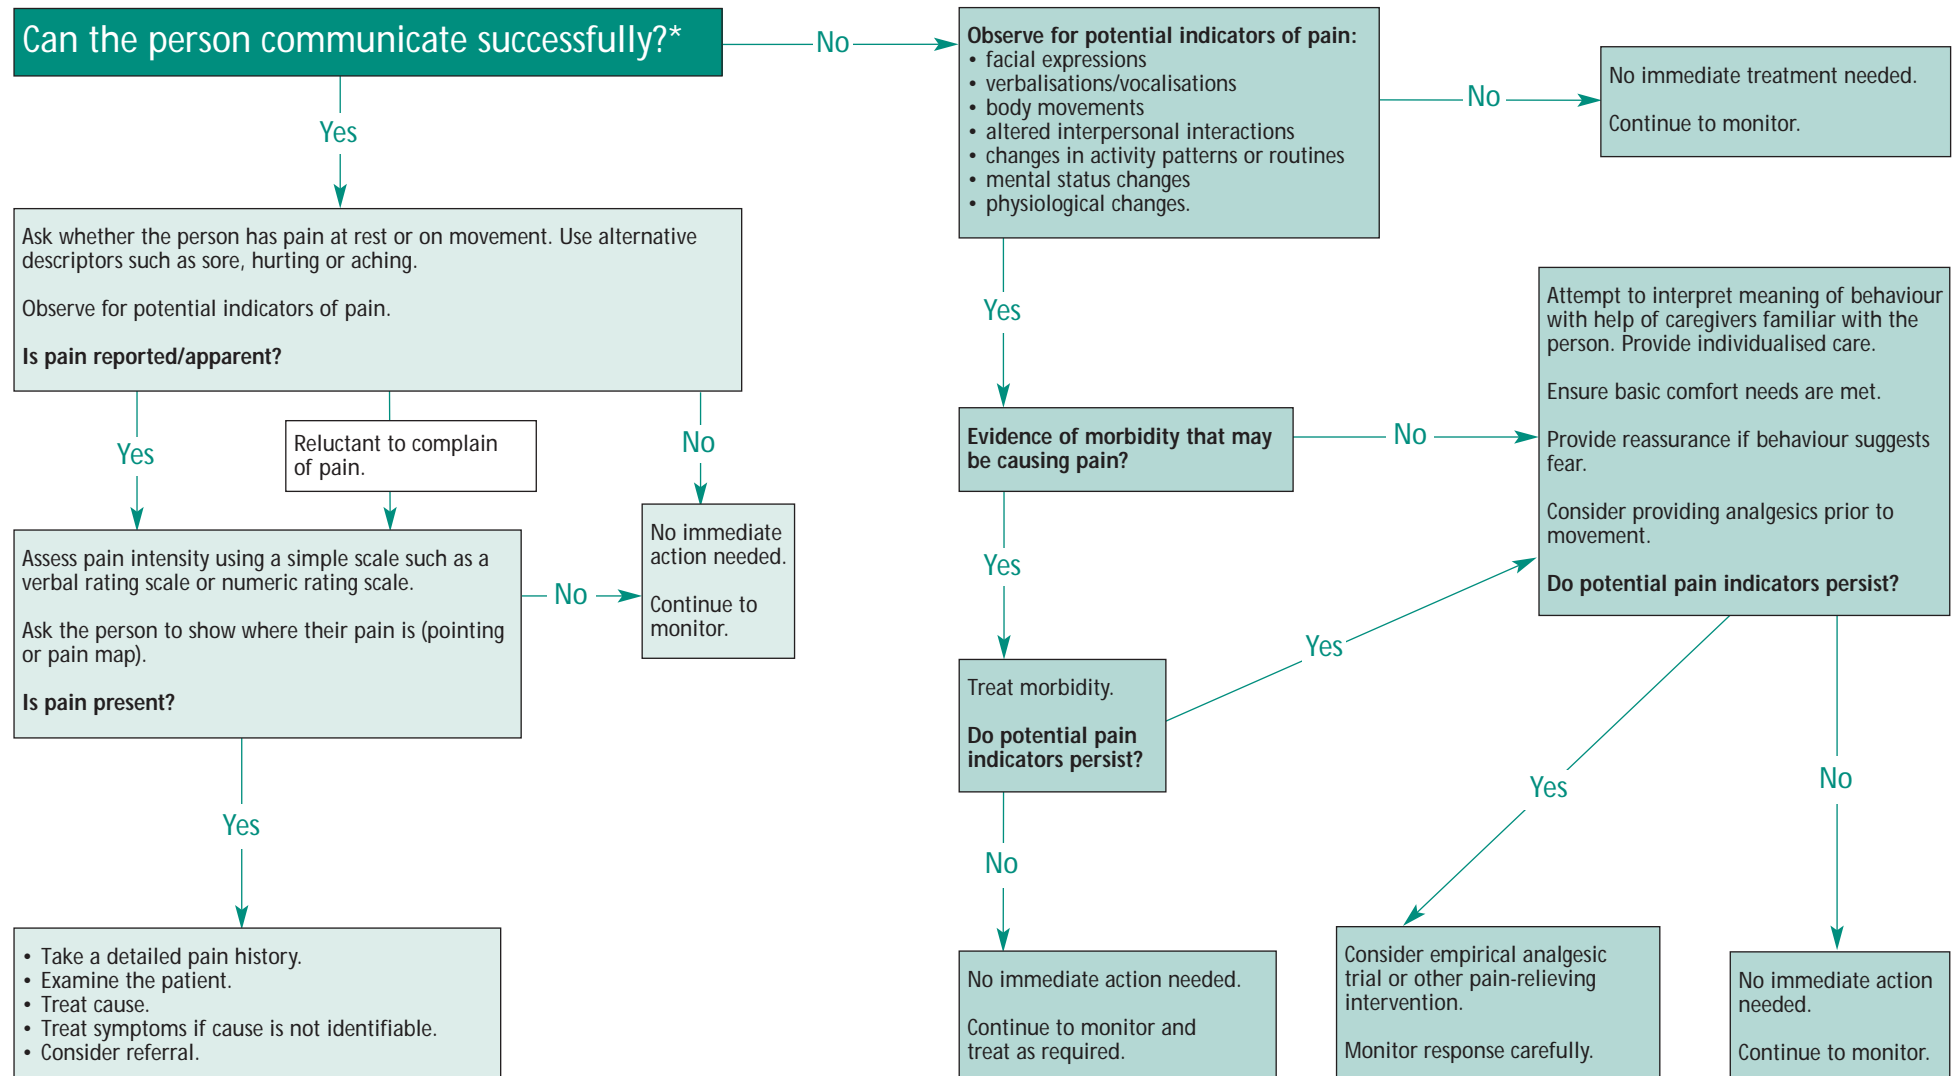 Can the person communicate successfully?*
No
Yes
Ask whether the person has pain at rest or on movement. Use alternative
descriptors such as sore, hurting or aching.
Observe for potential indicators of pain.
Is pain reported/apparent?
Yes
Reluctant to complain
of pain.
No
Assess pain intensity using a simple scale such as a
verbal rating scale or numeric rating scale.
Ask the person to show where their pain is (pointing
or pain map).
Is pain present?
No
No immediate
action needed.
Continue to
monitor.
Yes
• Take a detailed pain history.
• Examine the patient.
• Treat cause.
• Treat symptoms if cause is not identifiable.
• Consider referral.
Observe for potential indicators of pain:
• facial expressions
• verbalisations/vocalisations
• body movements
• altered interpersonal interactions
• changes in activity patterns or routines
• mental status changes
• physiological changes.
No
No immediate treatment needed.
Continue to monitor.
Yes
Evidence of morbidity that may
be causing pain?
No
Attempt to interpret meaning of behaviour
with help of caregivers familiar with the
person. Provide individualised care.
Ensure basic comfort needs are met.
Provide reassurance if behaviour suggests
fear.
Consider providing analgesics prior to
movement.
Do potential pain indicators persist?
Yes
Treat morbidity.
Do potential pain
indicators persist?
Yes
No
No immediate action needed.
Continue to monitor and
treat as required.
Yes
Consider empirical analgesic
trial or other pain-relieving
intervention.
Monitor response carefully.
No
No immediate action
needed.
Continue to monitor.